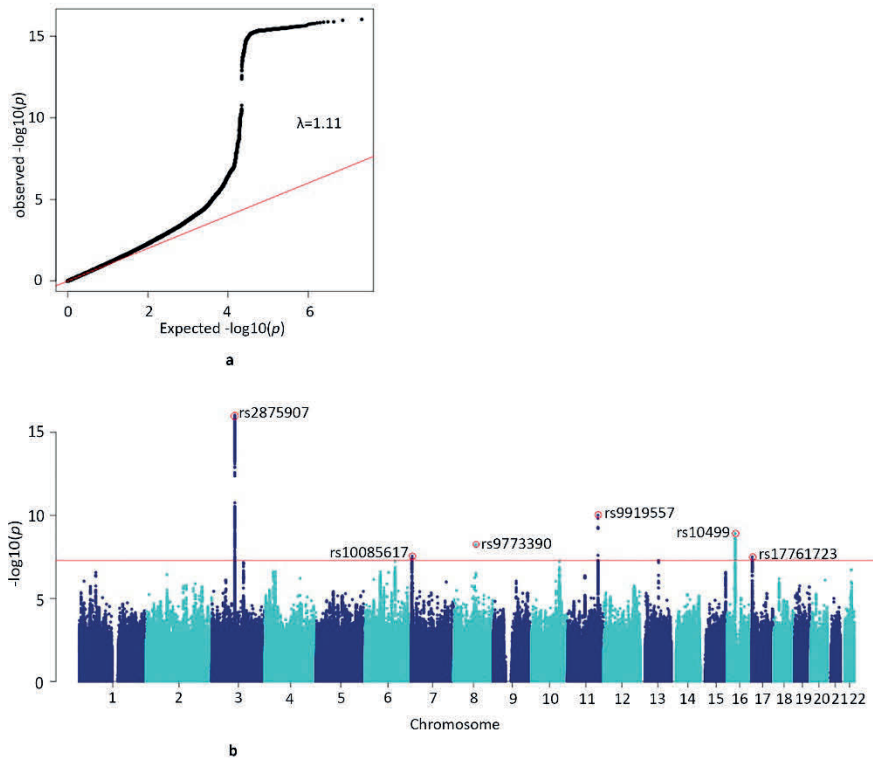 15
10
5
0
observed -log10(p)
λ=1.11
0 2 4 6
Expected -log10(p)
a
15
10
5
0
-log10(p)
rs2875907
rs9919557
rs10499
rs9773390
rs10085617
rs17761723
1 2 3 4 5 6 7 8 9 10 11 12 13 14 15 16 17 18 19 20 21 22
Chromosome
b